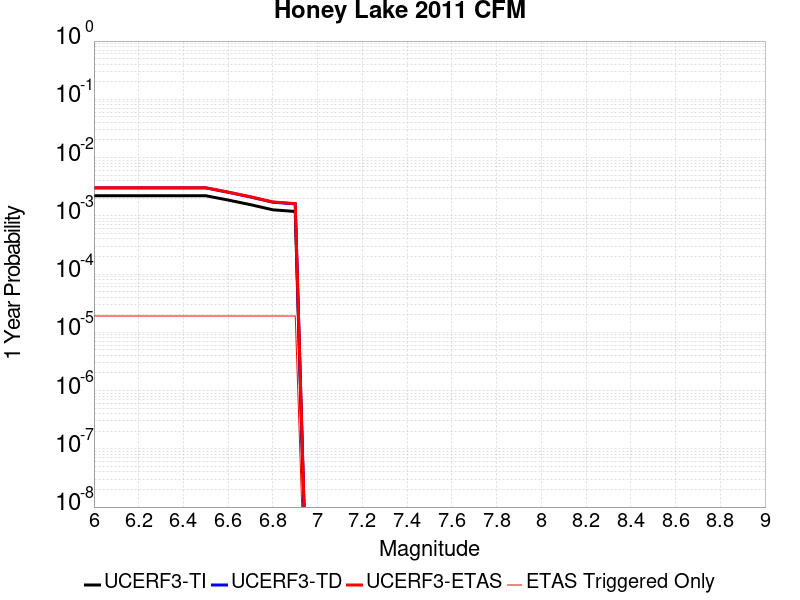 Honey Lake 2011 CFM
1 Year Probability
10^0
10^-1
10^-2
10^-3
10^-4
10^-5
10^-6
10^-7
10^-8
6 6.2 6.4 6.6 6.8 7 7.2 7.4 7.6 7.8 8 8.2 8.4 8.6 8.8 9
Magnitude
UCERF3-TI UCERF3-TD UCERF3-ETAS ETAS Triggered Only